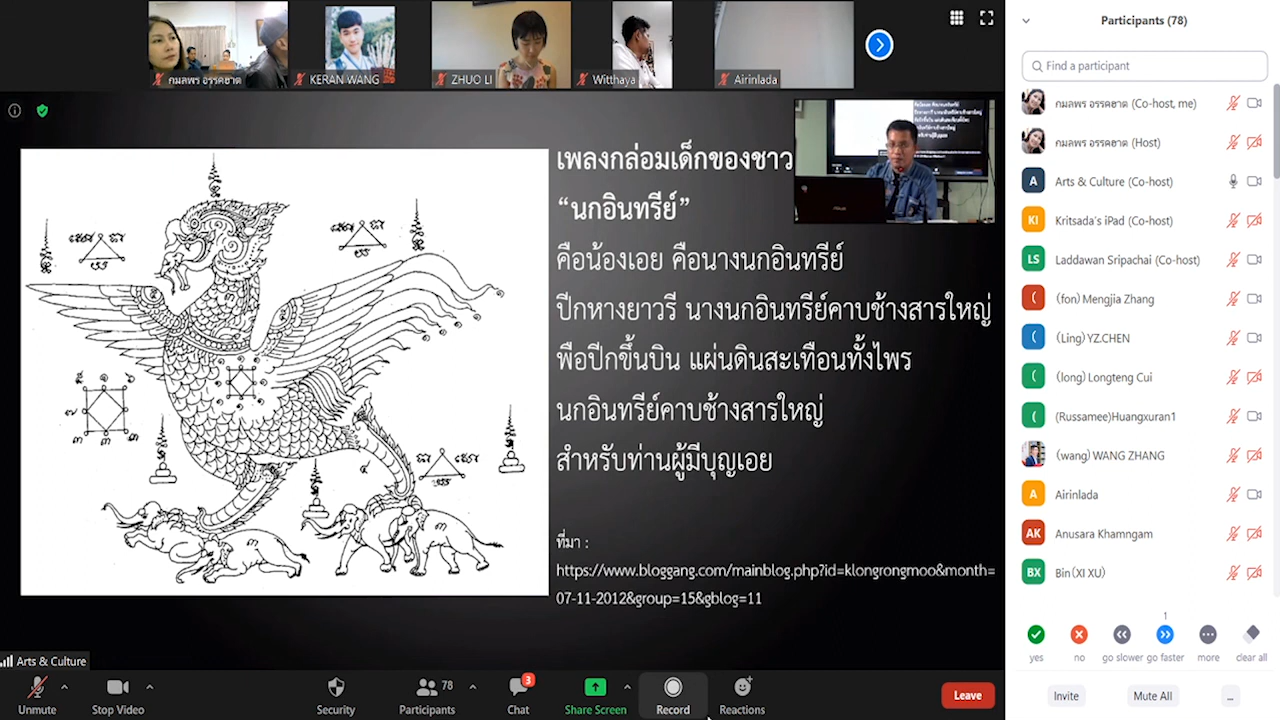 กมลพร อรรคฮาต
KERAN WANG
ZHUO LI
Witthaya
Airinlada
เพลงกล่อมเด็กของชาว
“นกอินทรีย์”
คือน้องเอย คือนางนกอินทรีย์
ปีกหางยาวรี นางนกอินทรีย์คาบช้างสารใหญ่
พือปีกขึ้นบิน แผ่นดินสะเทือนทั้งไพร
นกอินทรีย์คาบช้างสารใหญ่
สำหรับท่านผู้มีบุญเอย
ที่มา :
https://www.bloggang.com/mainblog.php?id=klongrongmoo&month=
07-11-2012&group=15&gblog=11
Arts & Culture
Unmute
Stop Video
Security
78
Participants
3
Chat
Share Screen
Record
Reactions
Leave
Participants (78)
Find a participant
กมลพร อรรคฮาต (Co-host, me)
กมลพร อรรคฮาต (Host)
A Arts & Culture (Co-host)
KI Kritsada's iPad (Co-host)
LS Laddawan Sripachai (Co-host)
( (fon) Mengjia Zhang
( (Ling) YZ.CHEN
( (long) Longteng Cui
( (Russamee)Huangxuran1
(wang) WANG ZHANG
A Airinlada
AK Anusara Khamngam
BX Bin(XI XU)
1
yes
no
go slower
go faster
more
clear all
Invite
Mute All
...